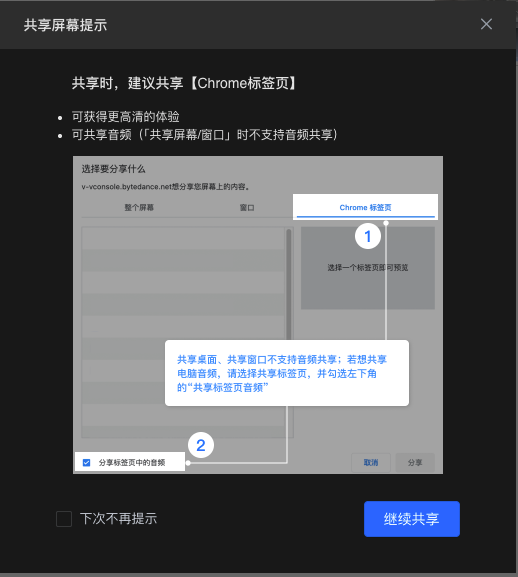 共享屏幕提示
共享时，建议共享【Chrome标签页】
可获得更高清的体验
可共享音频（「共享屏幕/窗口」时不支持音频共享）
选择要分享什么
v-vconsole.bytedance.net想分享您屏幕上的内容。
整个屏幕
窗口
Chrome 标签页
1
选择一个标签页即可预览
共享桌面、共享窗口不支持音频共享；若想共享
电脑音频，请选择共享标签页，并勾选左下角
的“共享标签页音频”
2
分享标签页中的音频
取消
分享
下次不再提示
继续共享